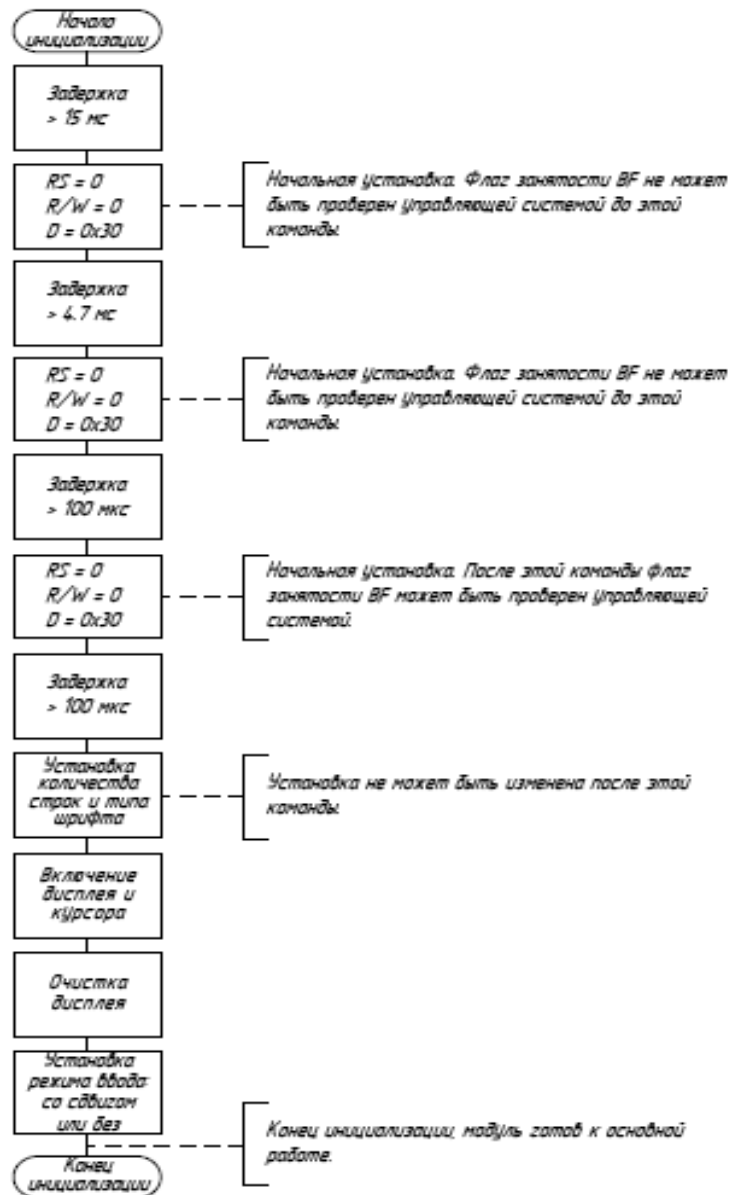 Начало
инициализации
Задержка
> 15 мс
RS = 0
R/W = 0
D = 0x30
Начальная установка. Флаг занятости BF не может
быть проверен управляющей системой до этой
команды.
Задержка
> 4.7 мс
RS = 0
R/W = 0
D = 0x30
Начальная установка. Флаг занятости BF не может
быть проверен управляющей системой до этой
команды.
Задержка
> 100 мкс
RS = 0
R/W = 0
D = 0x30
Начальная установка. После этой команды флаг
занятости BF может быть проверен управляющей
системой.
Задержка
> 100 мкс
Установка
количества
строк и типа
шрифта
Установка не может быть изменена после этой
команды.
Включение
дисплея и
курсора
Очистка
дисплея
Установка
режима ввода:
со сдвигом
или без
Конец инициализации, модуль готов к основной
работе.
Конец
инициализации